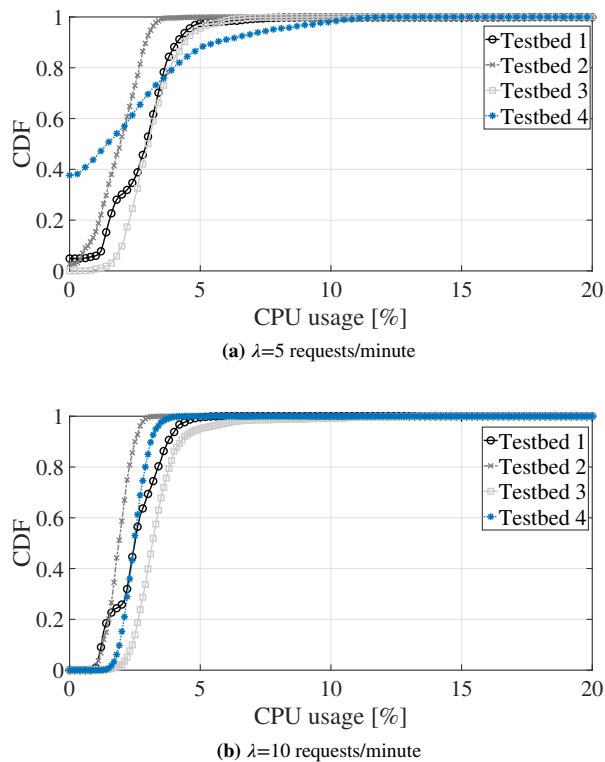 1
0.8
0.6
0.4
0.2
0
CDF
0 5 10 15 20
CPU usage [%]
Testbed 1
Testbed 2
Testbed 3
Testbed 4
(a) λ=5 requests/minute
1
0.8
0.6
0.4
0.2
0
CDF
0 5 10 15 20
CPU usage [%]
Testbed 1
Testbed 2
Testbed 3
Testbed 4
(b) λ=10 requests/minute